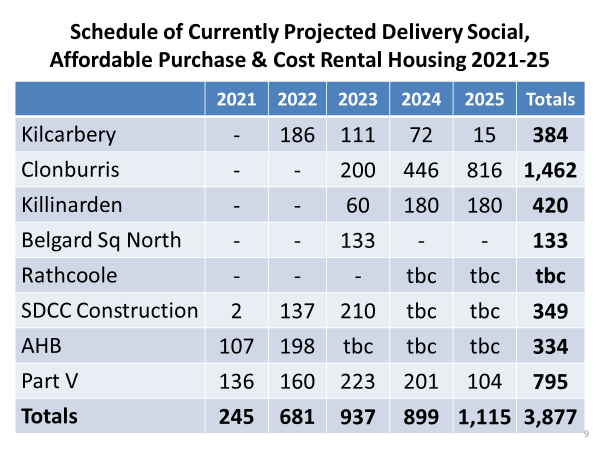 Schedule of Currently Projected Delivery Social,
Affordable Purchase & Cost Rental Housing 2021-25
2021 2022 2023 2024 2025 Totals
Kilcarbery - 186 111 72 15 384
Clonburris - - 200 446 816 1,462
Killinarden - - 60 180 180 420
Belgard Sq North - - 133 - - 133
Rathcoole - - - tbc tbc tbc
SDCC Construction 2 137 210 tbc tbc 349
AHB 107 198 tbc tbc tbc 334
Part V 136 160 223 201 104 795
Totals 245 681 937 899 1,115 3,877
9